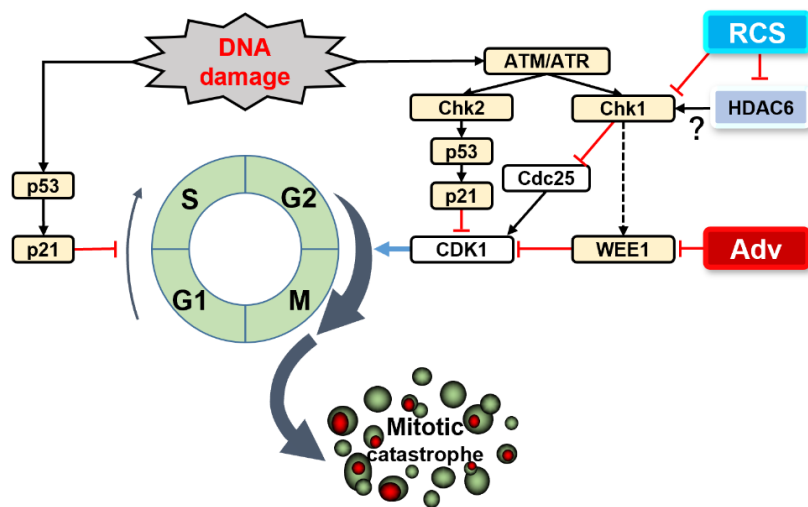 DNA
damage
ATM/ATR
RCS
Chk2
Chk1
HDAC6
?
p53
p53
Cdc25
p21
p21
CDK1
WEE1
Adv
S
G2
G1
M
Mitotic
catastrophe